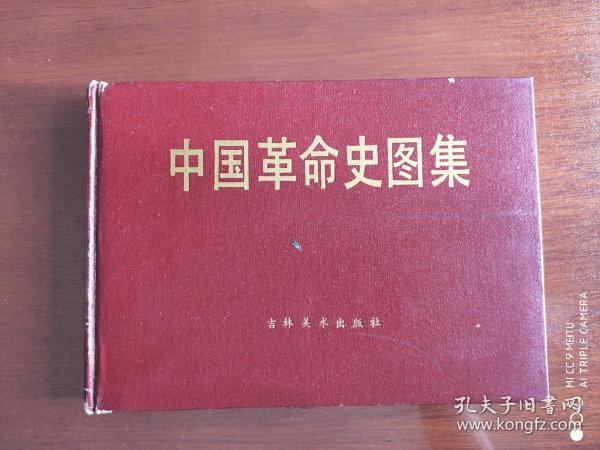 中国革命史图集
吉林美术出版社
MI CC9 MEITU
AI TRIPLE CAMERA
孔夫子旧书网
www.kongfz.com